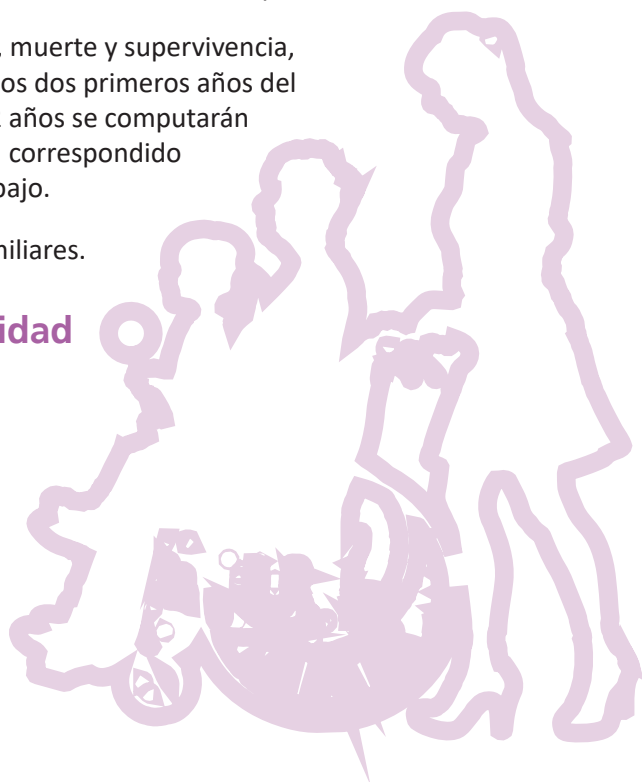 , muerte y supervivencia,
os dos primeros años del
años se computarán
correspondido
bajo.
niliares.
idad